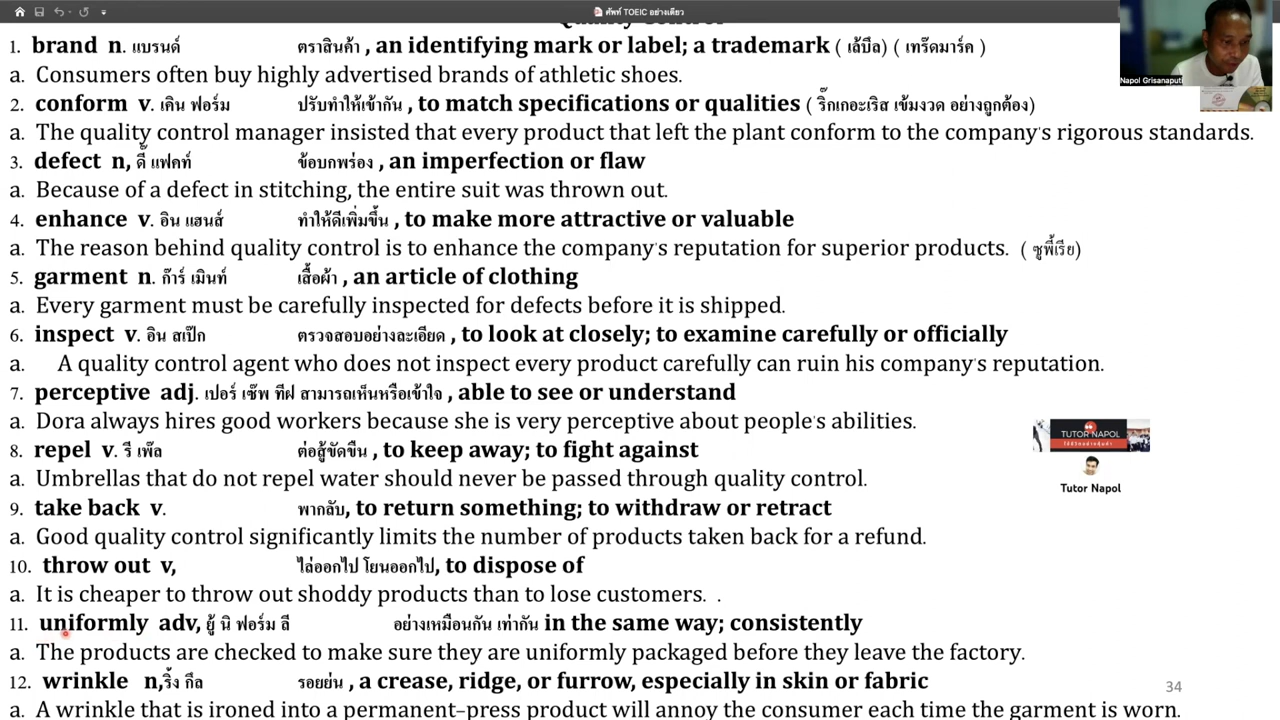 ศัพท์ TOEIC อย่างเดียว
Quality Control
1. brand n. แบรนด์ ตราสินค้า , an identifying mark or label; a trademark ( เล้บึล) ( เทร๊ดมาร์ค )
a. Consumers often buy highly advertised brands of athletic shoes.
2. conform v. เคิน ฟอร์ม ปรับทำให้เข้ากัน , to match specifications or qualities ( ริ๊กเกอะเริส เข้มงวด อย่างถูกต้อง)
a. The quality control manager insisted that every product that left the plant conform to the company's rigorous standards.
3. defect n, ดี๊ แฟคท์ ข้อบกพร่อง , an imperfection or flaw
a. Because of a defect in stitching, the entire suit was thrown out.
4. enhance v. อิน แฮนส์ ทำให้ดีเพิ่มขึ้น , to make more attractive or valuable
a. The reason behind quality control is to enhance the company's reputation for superior products. ( ซูพี้เรีย)
5. garment n. ก๊าร์ เมินท์ เสื้อผ้า , an article of clothing
a. Every garment must be carefully inspected for defects before it is shipped.
6. inspect v. อิน สเป๊ก ตรวจสอบอย่างละเอียด , to look at closely; to examine carefully or officially
a. A quality control agent who does not inspect every product carefully can ruin his company's reputation.
7. perceptive adj. เปอร์ เซ๊พ ทีฝ สามารถเห็นหรือเข้าใจ , able to see or understand
a. Dora always hires good workers because she is very perceptive about people's abilities.
8. repel v. รี เพ๊ล ต่อสู้ขัดขืน , to keep away; to fight against
a. Umbrellas that do not repel water should never be passed through quality control.
9. take back v. พากลับ, to return something; to withdraw or retract
a. Good quality control significantly limits the number of products taken back for a refund.
10. throw out v, ไล่ออกไป โยนออกไป, to dispose of
a. It is cheaper to throw out shoddy products than to lose customers. .
11. uniformly adv, ยู้ นิ ฟอร์ม ลี อย่างเหมือนกัน เท่ากัน in the same way; consistently
a. The products are checked to make sure they are uniformly packaged before they leave the factory.
12. wrinkle n,ริ้ง กึล รอยย่น , a crease, ridge, or furrow, especially in skin or fabric
a. A wrinkle that is ironed into a permanent–press product will annoy the consumer each time the garment is worn.
Napol Grisanaputi
TUTOR NAPOL
Tutor Napol
34